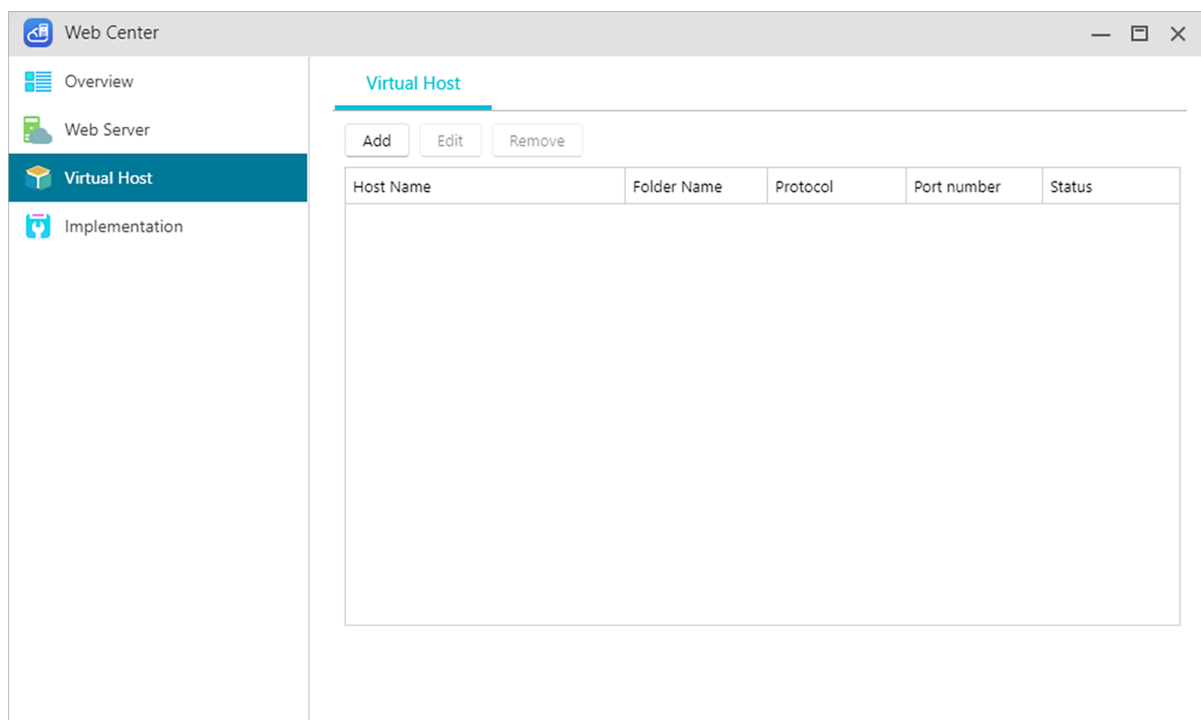 Web Center
Overview
Web Server
Virtual Host
Implementation
Virtual Host
Add Edit Remove
Host Name Folder Name Protocol Port number Status